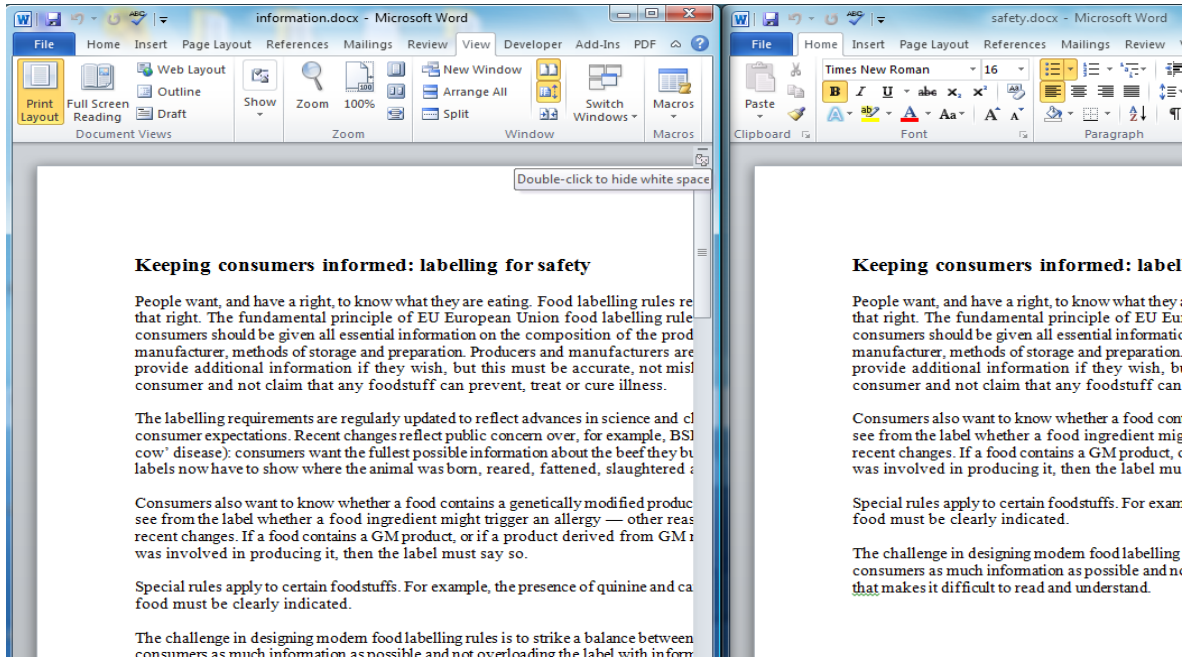 information.docx - Microsoft Word
File Home Insert Page Layout References Mailings Review View Developer Add-Ins PDF
Print Layout
Full Screen Reading
Web Layout
Outline
Draft
Document Views
Show
Zoom
100%
Zoom
New Window
Arrange All
Split
Switch Windows
Window
Macros
Macros
Double-click to hide white space
Keeping consumers informed: labelling for safety
People want, and have a right, to know what they are eating. Food labelling rules re
that right. The fundamental principle of EU European Union food labelling rule
consumers should be given all essential information on the composition of the prod
manufacturer, methods of storage and preparation. Producers and manufacturers are
provide additional information if they wish, but this must be accurate, not misl
consumer and not claim that any foodstuff can prevent, treat or cure illness.
The labelling requirements are regularly updated to reflect advances in science and cl
consumer expectations. Recent changes reflect public concern over, for example, BSI
cow’ disease): consumers want the fullest possible information about the beef they bu
labels now have to show where the animal was born, reared, fattened, slaughtered a
Consumers also want to know whether a food contains a genetically modified produc
see from the label whether a food ingredient might trigger an allergy — other reas
recent changes. If a food contains a GM product, or if a product derived from GM
was involved in producing it, then the label must say so.
Special rules apply to certain foodstuffs. For example, the presence of quinine and ca
food must be clearly indicated.
The challenge in designing modern food labelling rules is to strike a balance between
consumers as much information as possible and not overloading the label with inform
safety.docx - Microsoft Word
File Home Insert Page Layout References Mailings Review
Paste
Clipboard
Times New Roman 16
B I U abe x₂ x²
A ab A Aa A A
Font
Paragraph
Keeping consumers informed: label
People want, and have a right, to know what they
that right. The fundamental principle of EU Eu
consumers should be given all essential informatio
manufacturer, methods of storage and preparation.
provide additional information if they wish, bu
consumer and not claim that any foodstuff can
Consumers also want to know whether a food con
see from the label whether a food ingredient mig
recent changes. If a food contains a GM product,
was involved in producing it, then the label mu
Special rules apply to certain foodstuffs. For exam
food must be clearly indicated.
The challenge in designing modern food labelling
consumers as much information as possible and no
that makes it difficult to read and understand.